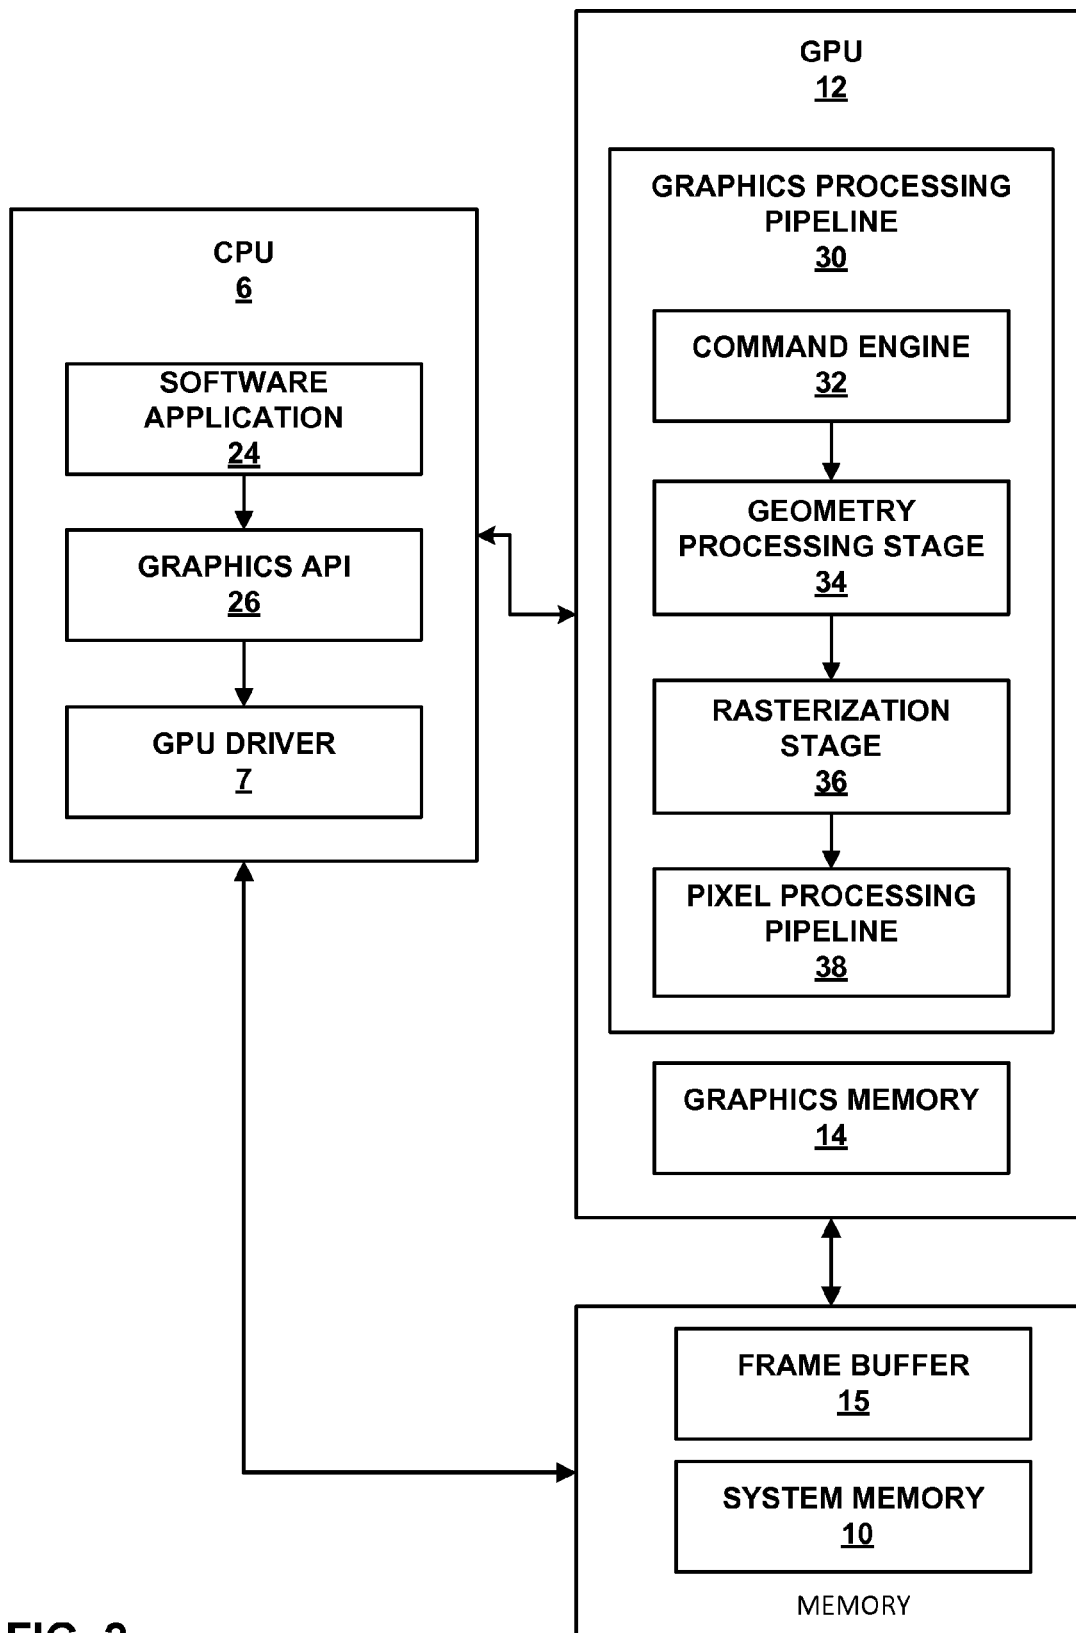 GPU
12
GRAPHICS PROCESSING
PIPELINE
30
COMMAND ENGINE
32
GEOMETRY
PROCESSING STAGE
34
RASTERIZATION
STAGE
36
PIXEL PROCESSING
PIPELINE
38
GRAPHICS MEMORY
14
CPU
6
SOFTWARE
APPLICATION
24
GRAPHICS API
26
GPU DRIVER
7
FRAME BUFFER
15
SYSTEM MEMORY
10
MEMORY
FIG.